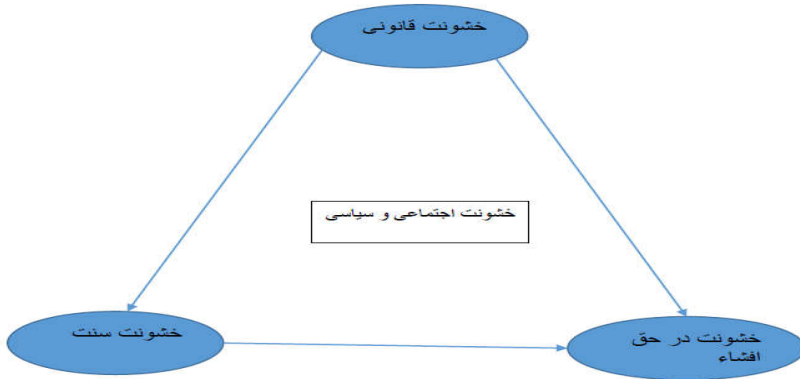 خشونت قانونی
خشونت اجتماعی و سیاسی
خشونت سنت
خشونت در حق
افشاء